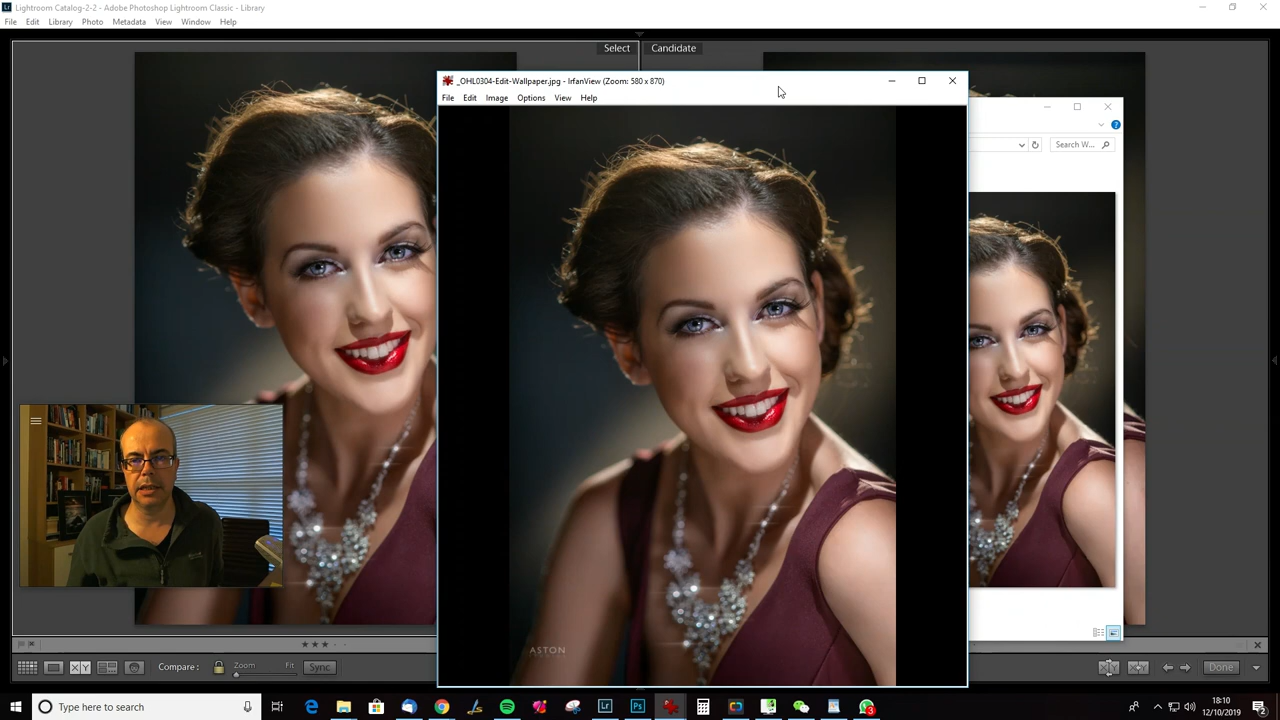 Lightroom Catalog-2-2 - Adobe Photoshop Lightroom Classic - Library
File Edit Library Photo Metadata View Window Help
Select Candidate
_OHL0304-Edit-Wallpaper.jpg - IrfanView (Zoom: 580 x 870)
File Edit Image Options View Help
Search W...
ASTON
Compare : Zoom Fit Sync Done
Type here to search
18:10
12/10/2019
3
2